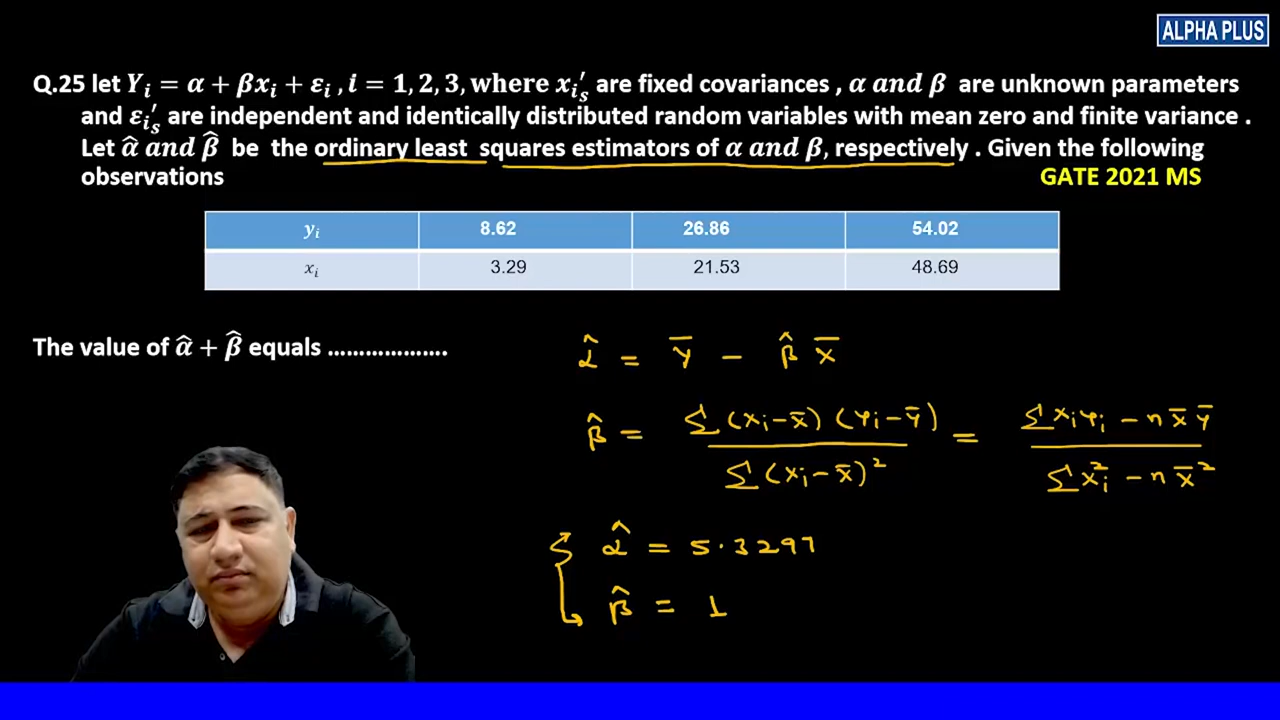 ALPHA PLUS
Q.25 let Yᵢ = α + βxᵢ + εᵢ , i = 1, 2, 3, where xᵢ′ₛ are fixed covariances , α and β are unknown parameters
and εᵢ′ₛ are independent and identically distributed random variables with mean zero and finite variance .
Let α̂ and β̂ be the ordinary least squares estimators of α and β, respectively . Given the following
observations
GATE 2021 MS
yᵢ 8.62 26.86 54.02
xᵢ 3.29 21.53 48.69
The value of α̂ + β̂ equals ...................
α̂ = Y̅ − β̂ X̅
β̂ = Σ(xᵢ−x̅)(Yᵢ−Y̅) / Σ(xᵢ−x̅)² = Σxᵢyᵢ − n x̅ y̅ / Σxᵢ² − n x̅²
α̂ = 5.3297
β̂ = 1